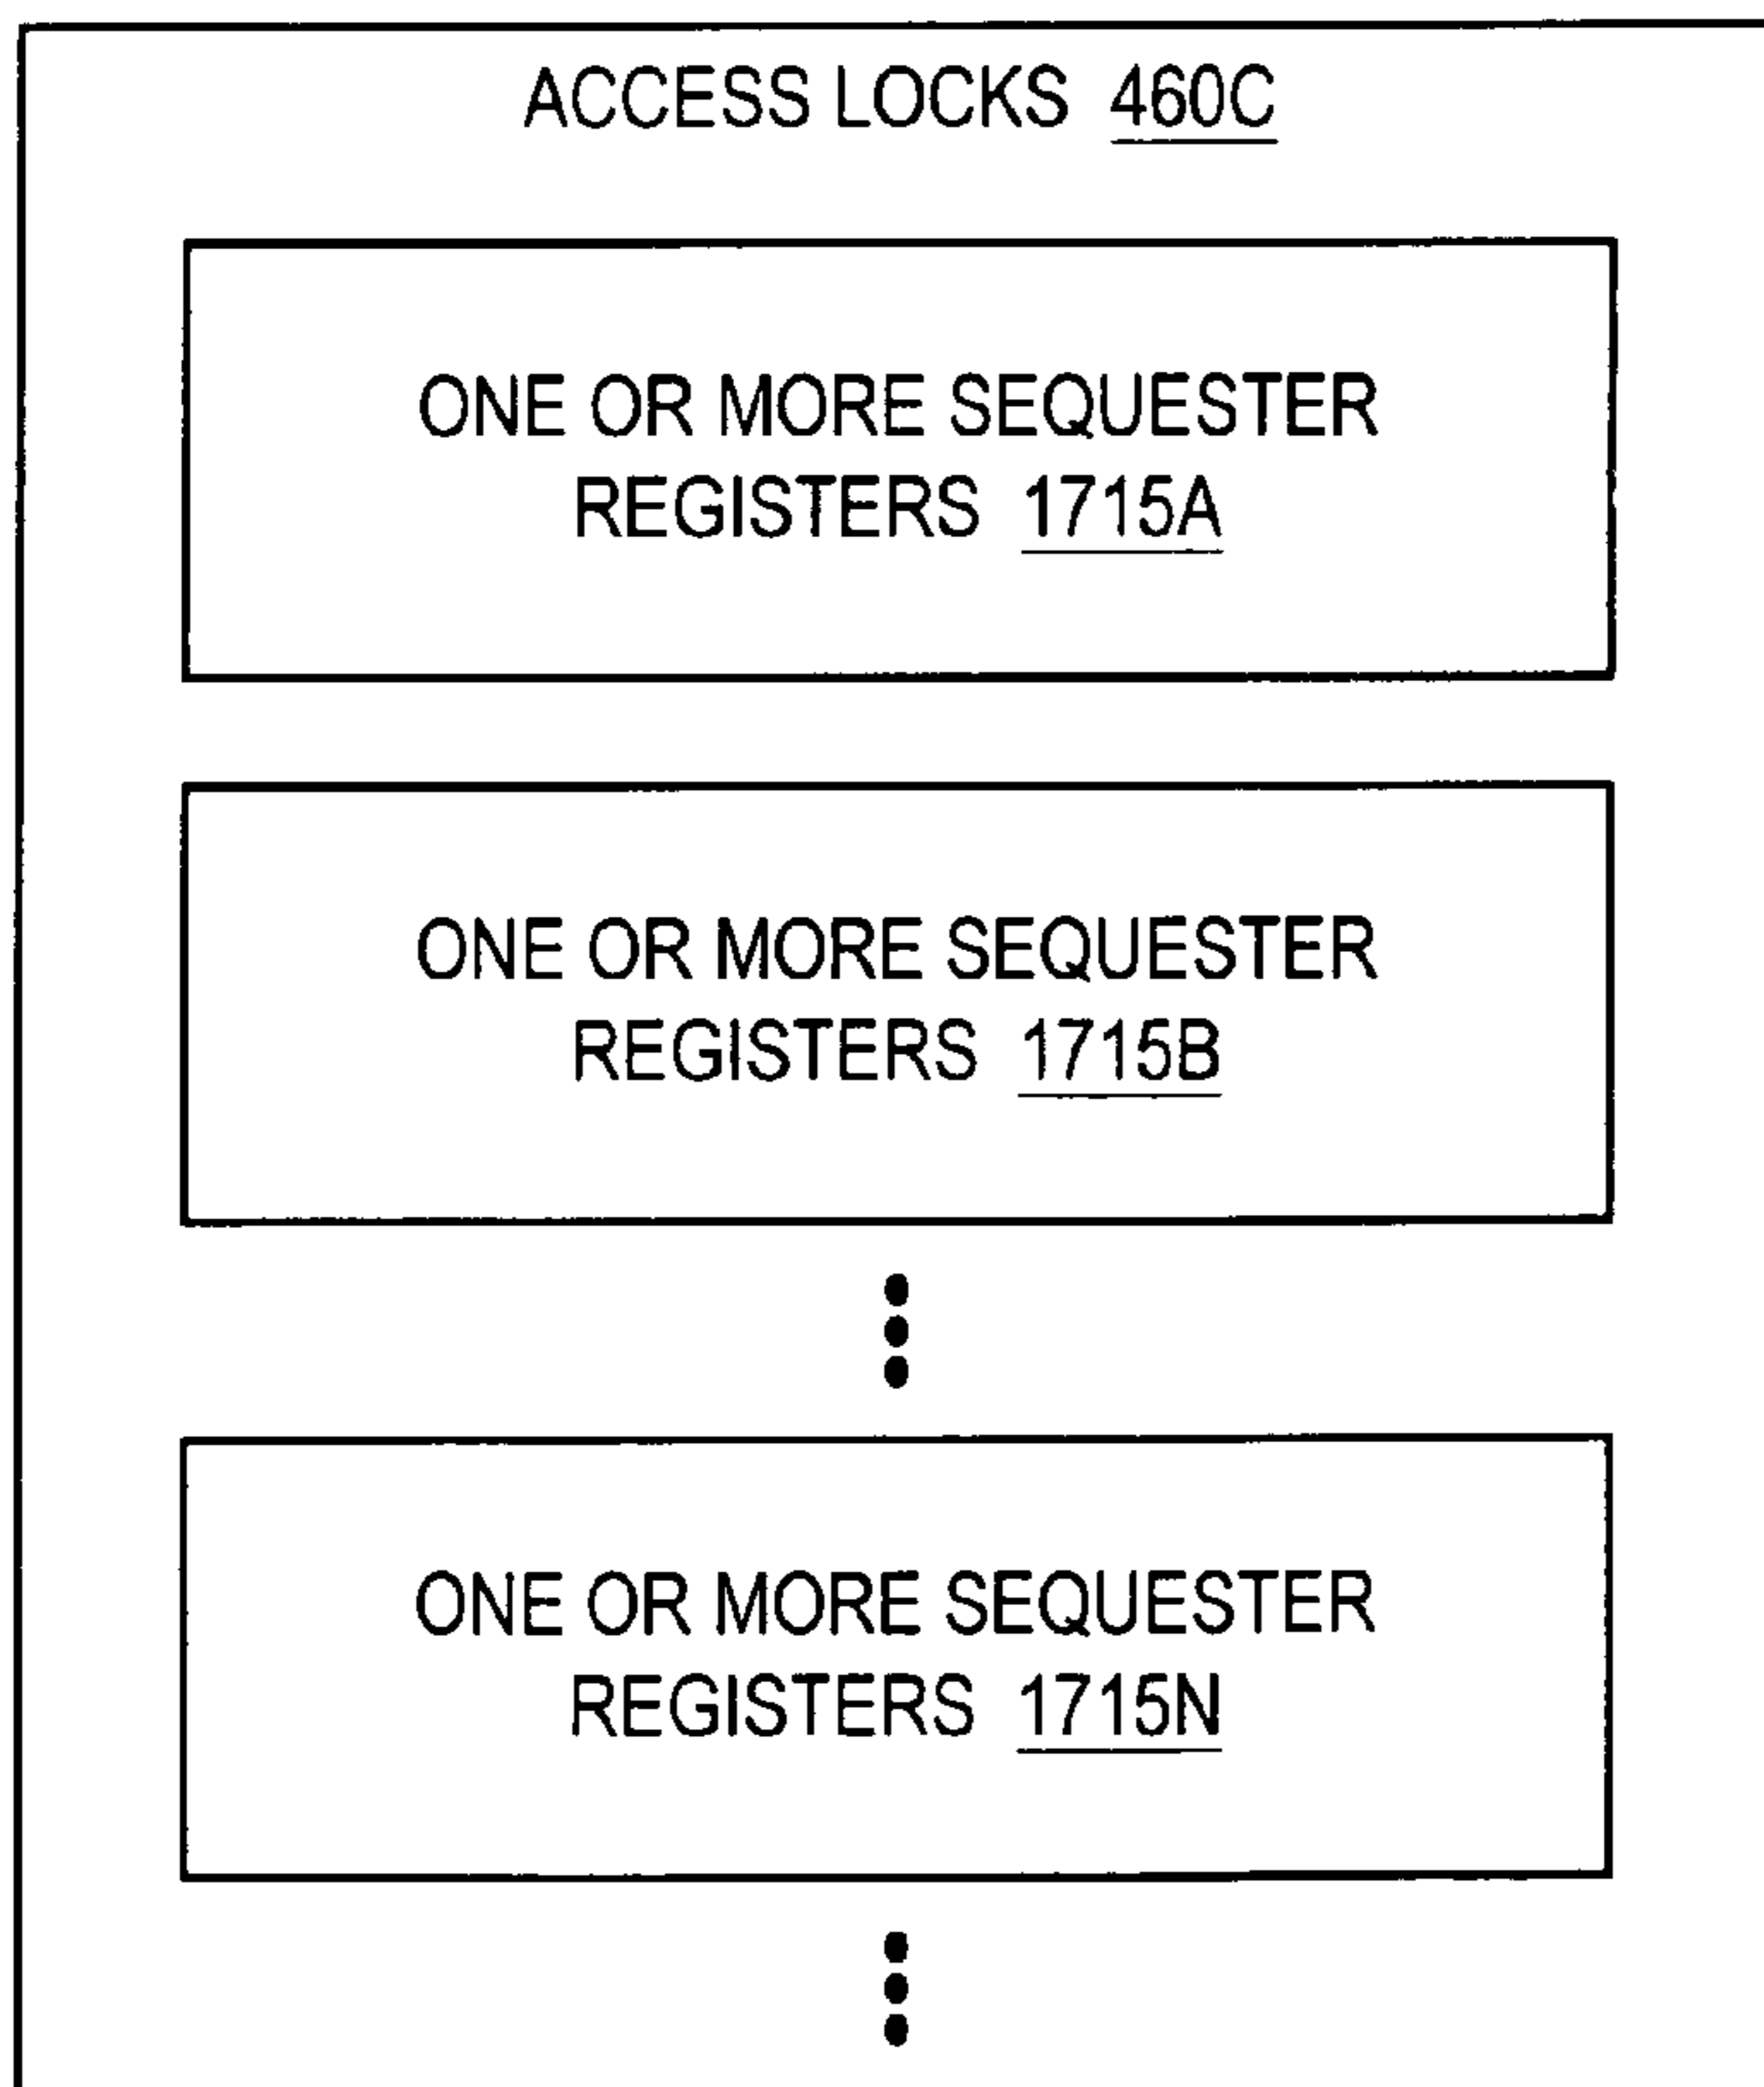 ACCESS LOCKS 460C
ONE OR MORE SEQUESTER
REGISTERS 1715A
ONE OR MORE SEQUESTER
REGISTERS 1715B
ONE OR MORE SEQUESTER
REGISTERS 1715N